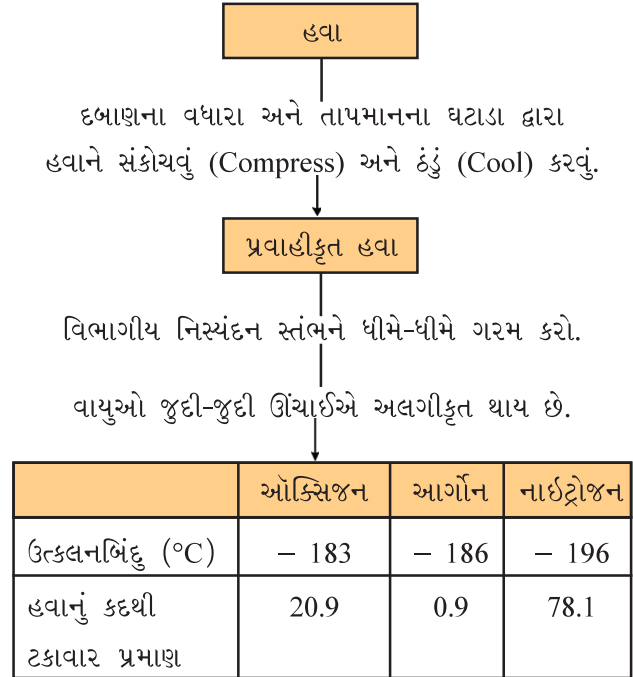 હવા
દબાણના વધારા અને તાપમાનના ઘટાડા દ્વારા
હવાને સંકોચવું (Compress) અને ઠંડું (Cool) કરવું.
પ્રવાહીકૃત હવા
વિભાગીય નિસ્યંદન સ્તંભને ધીમે-ધીમે ગરમ કરો.
વાયુઓ જુદી-જુદી ઊંચાઈએ અલગીકૃત થાય છે.
ઑક્સિજન આર્ગોન નાઇટ્રોજન
ઉત્કલનબિંદુ (°C) – 183 – 186 – 196
હવાનું કદથી 20.9 0.9 78.1
ટકાવાર પ્રમાણ